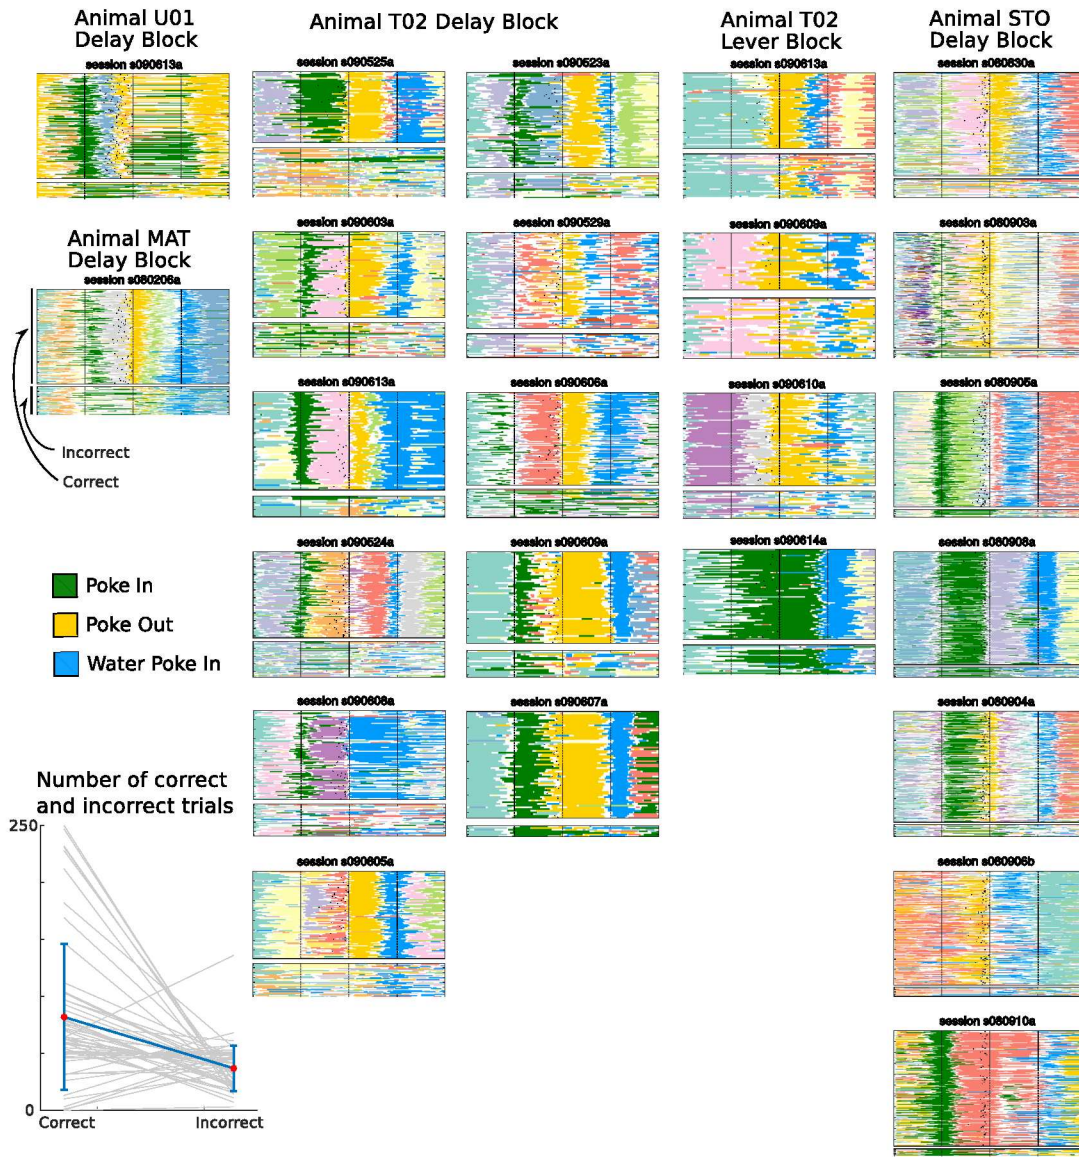 Animal U01
Delay Block
session s090613a
Animal T02 Delay Block
session s090525a
session s090523a
Animal T02
Lever Block
session s090613a
Animal STO
Delay Block
session s080830a
Animal MAT
Delay Block
session s080206a
session s090603a
session s090529a
session s090609a
session s080903a
Incorrect
Correct
session s090613a
session s090606a
session s090610a
session s080905a
Poke In
Poke Out
Water Poke In
session s090524a
session s090609a
session s090614a
session s080908a
session s090608a
session s090607a
session s080904a
Number of correct
and incorrect trials
250
0
Correct
Incorrect
session s090605a
session s080906b
session s080910a